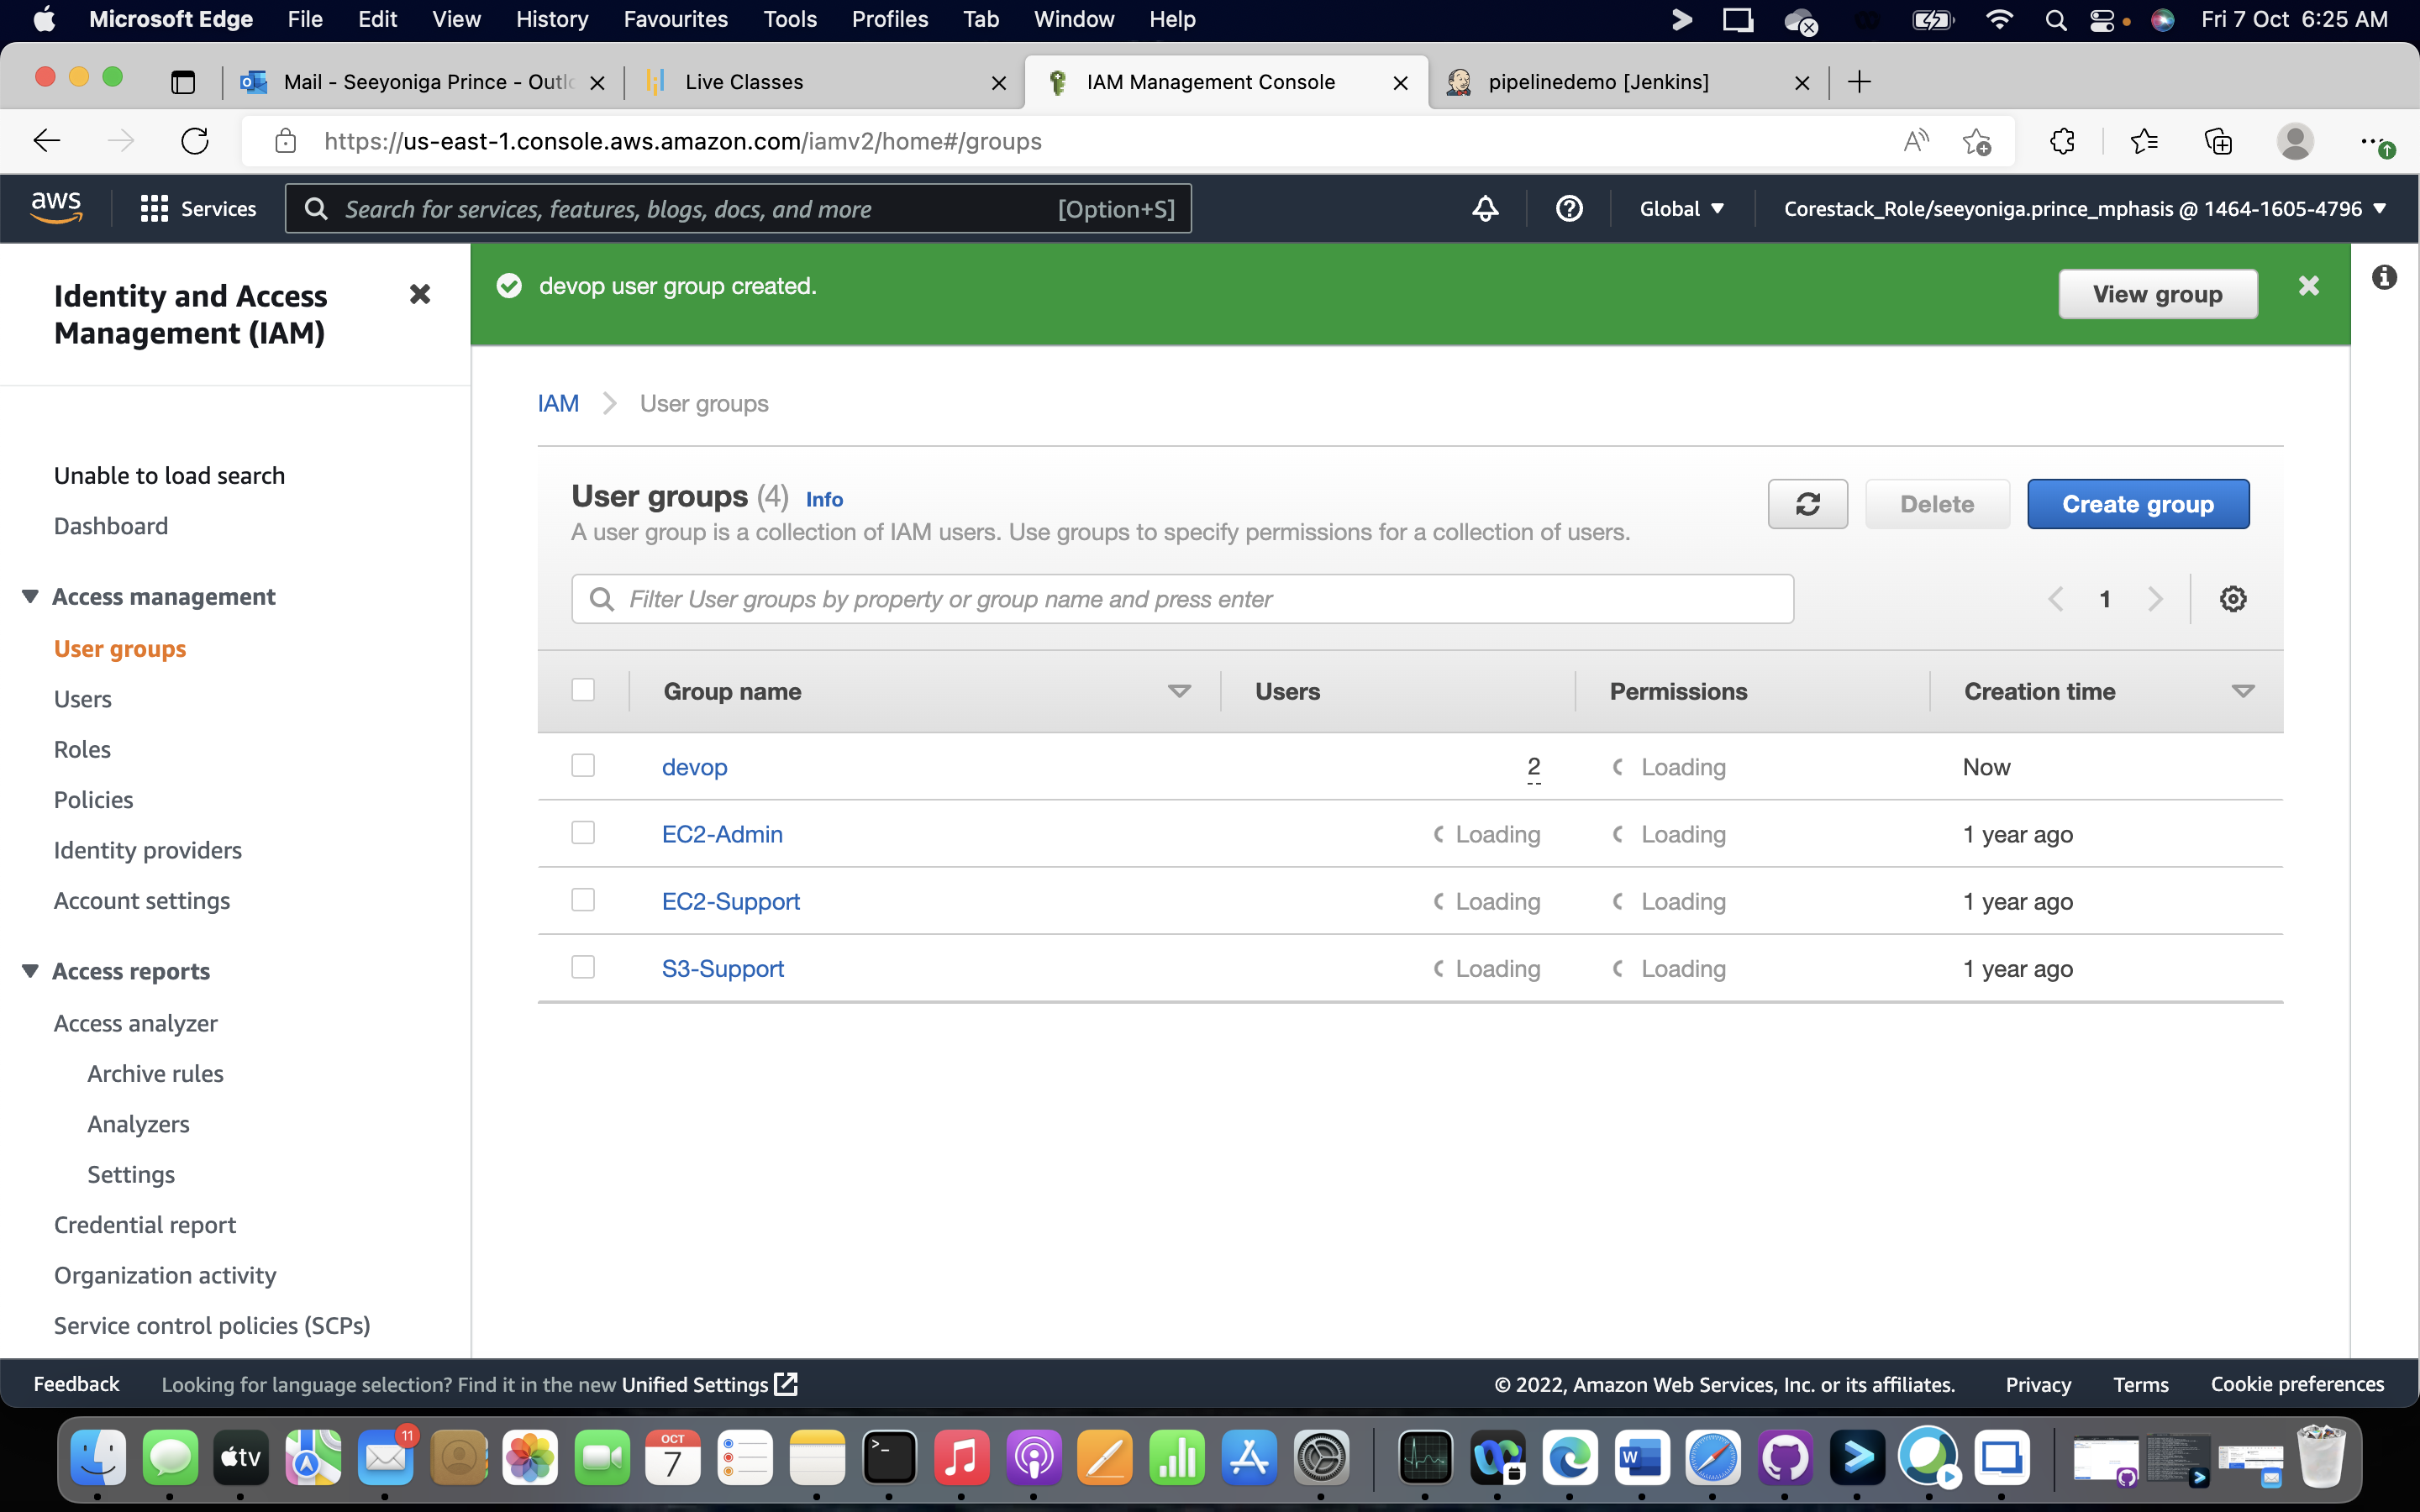 Microsoft Edge File Edit View History Favourites Tools Profiles Tab Window Help Fri 7 Oct 6:25 AM
Mail - Seeyoniga Prince - Outlo Live Classes IAM Management Console pipelinedemo [Jenkins]
https://us-east-1.console.aws.amazon.com/iamv2/home#/groups
aws Services Search for services, features, blogs, docs, and more [Option+S] Global Corestack_Role/seeyoniga.prince_mphasis @ 1464-1605-4796
Identity and Access
Management (IAM)
Unable to load search
Dashboard
Access management
User groups
Users
Roles
Policies
Identity providers
Account settings
Access reports
Access analyzer
Archive rules
Analyzers
Settings
Credential report
Organization activity
Service control policies (SCPs)
devop user group created. View group
IAM User groups
User groups (4) Info
A user group is a collection of IAM users. Use groups to specify permissions for a collection of users.
Delete Create group
Filter User groups by property or group name and press enter 1
Group name Users Permissions Creation time
devop 2 Loading Now
EC2-Admin Loading Loading 1 year ago
EC2-Support Loading Loading 1 year ago
S3-Support Loading Loading 1 year ago
Feedback Looking for language selection? Find it in the new Unified Settings © 2022, Amazon Web Services, Inc. or its affiliates. Privacy Terms Cookie preferences
tv 11 OCT 7 >_ W